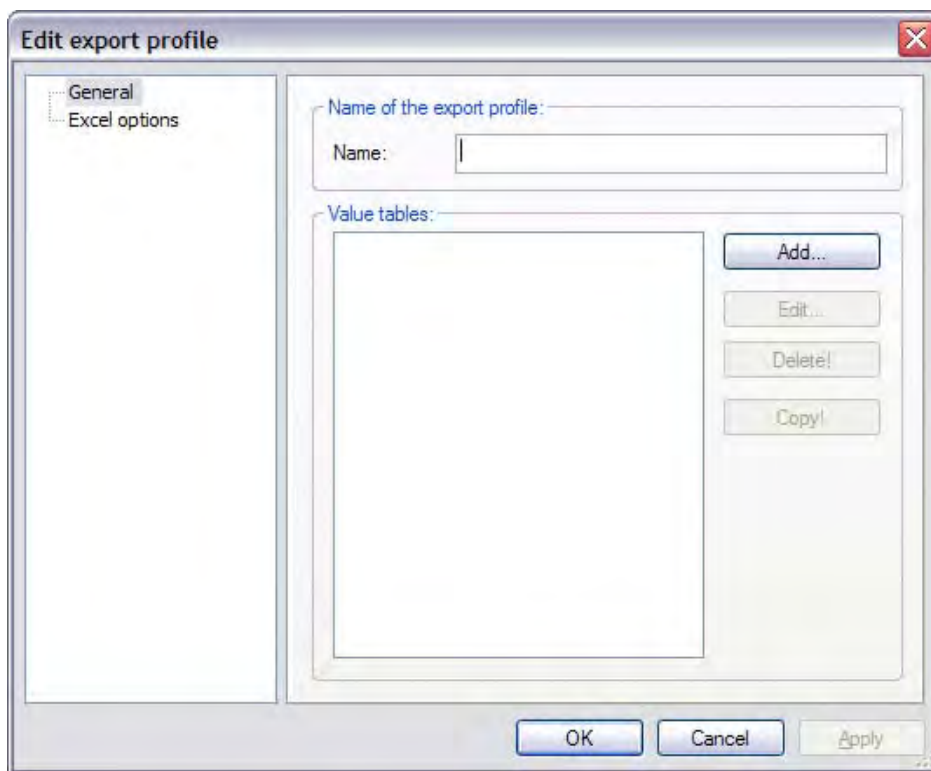 Edit export profile
General
Excel options
Name of the export profile:
Name:
Value tables:
Add...
Edit...
Delete!
Copy!
OK
Cancel
Apply